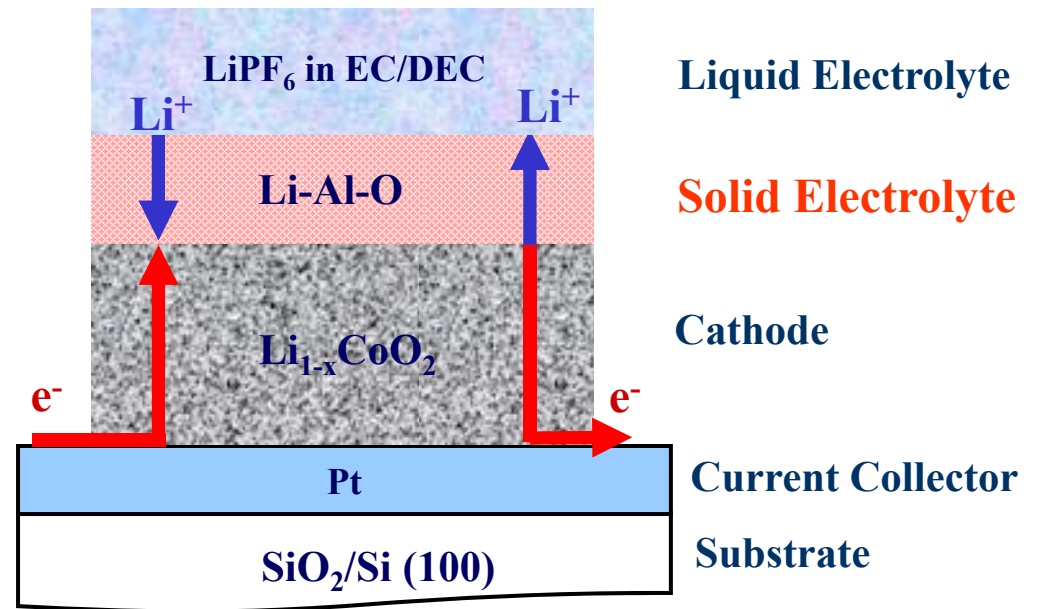 LiPF₆ in EC/DEC
Liquid Electrolyte
Li⁺
Li⁺
Li-Al-O
Solid Electrolyte
Li₁₋ₓCoO₂
Cathode
e⁻
e⁻
Pt
Current Collector
SiO₂/Si (100)
Substrate